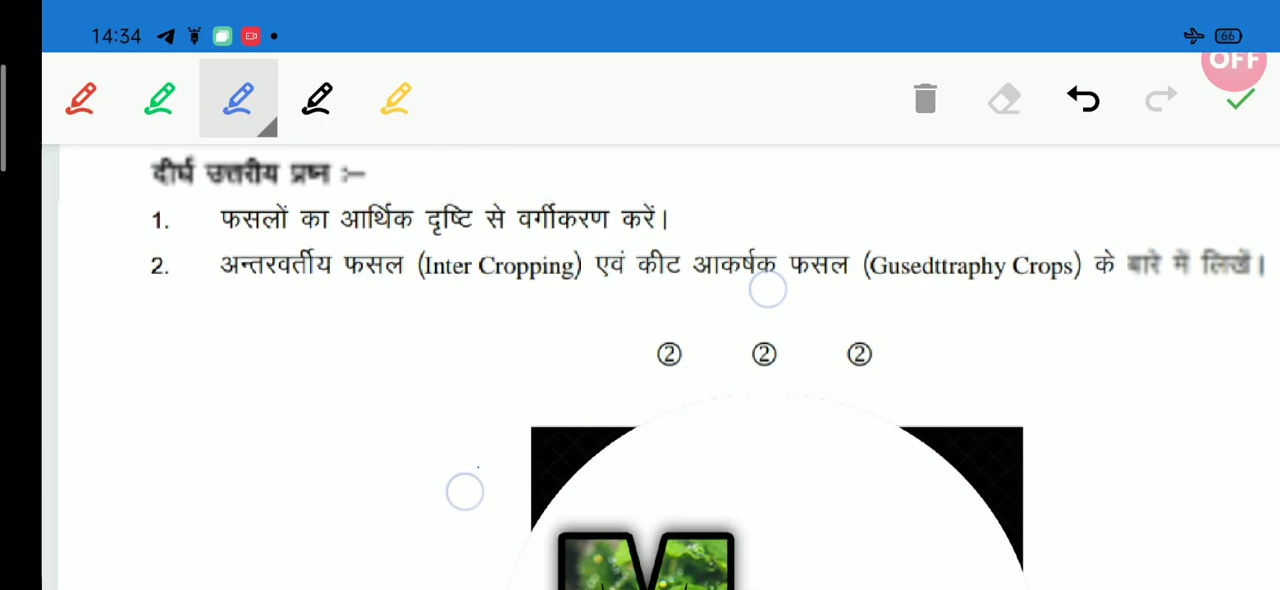 14:34
66
OFF
दीर्घ उत्तरीय प्रश्न :–
1. फसलों का आर्थिक दृष्टि से वर्गीकरण करें।
2. अन्तरवर्तीय फसल (Inter Cropping) एवं कीट आकर्षक फसल (Gusedttraphy Crops) के बारे में लिखें।
② ② ②